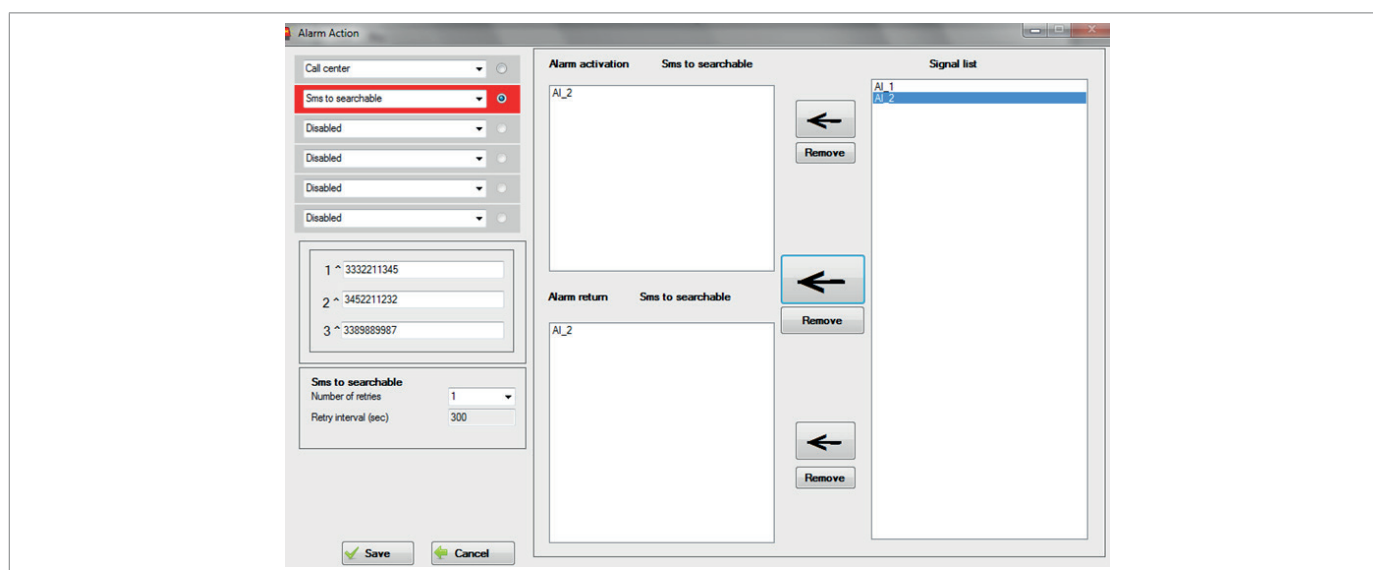 Alarm Action
Call center
Sms to searchable
Disabled
Disabled
Disabled
Disabled
1 ^ 3332211345
2 ^ 3452211232
3 ^ 3389889987
Sms to searchable
Number of retries 1
Retry interval (sec) 300
Save Cancel
Alarm activation Sms to searchable
AI_2
Remove
Alarm return Sms to searchable
Remove
AI_2
Remove
Signal list
AI_1
AI_2